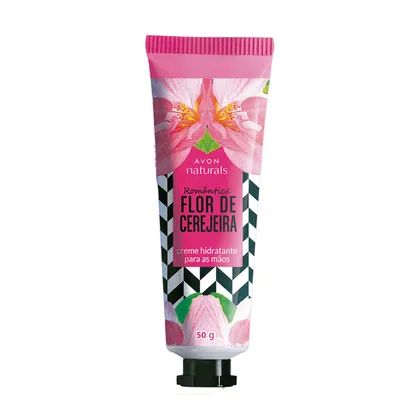 AVON
naturals
Romântica
FLOR DE
CEREJEIRA
creme hidratante
para as mãos
50 g